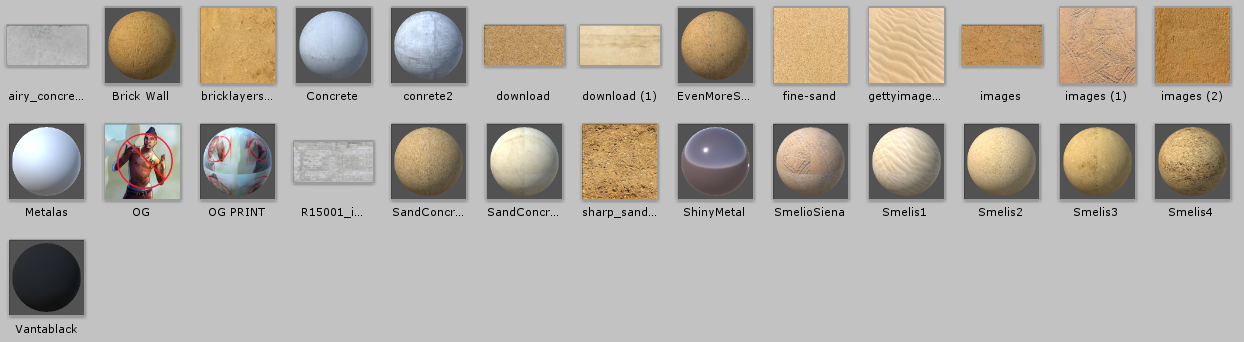 airy_concre...
Brick Wall
bricklayers...
Concrete
conrete2
download
download (1)
EvenMoreS...
fine-sand
gettyimage...
images
images (1)
images (2)
Metalas
OG
OG PRINT
R15001_i...
SandConcr...
SandConcr...
sharp_sand...
ShinyMetal
SmelioSiena
Smelis1
Smelis2
Smelis3
Smelis4
Vantablack